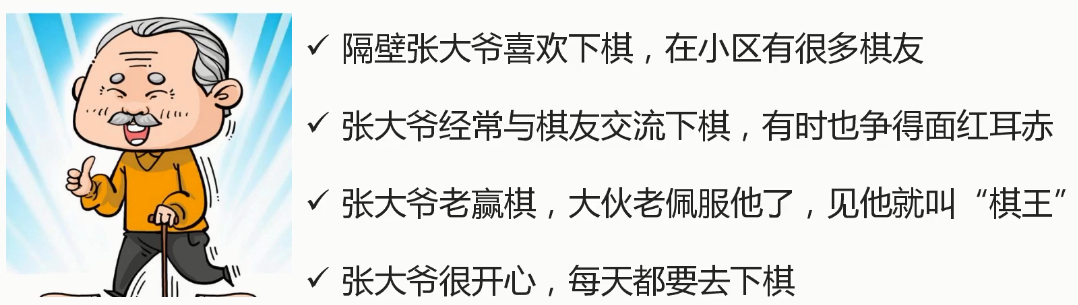 ✓ 隔壁张大爷喜欢下棋，在小区有很多棋友
✓ 张大爷经常与棋友交流下棋，有时也争得面红耳赤
✓ 张大爷老赢棋，大伙老佩服他了，见他就叫“棋王”
✓ 张大爷很开心，每天都要去下棋